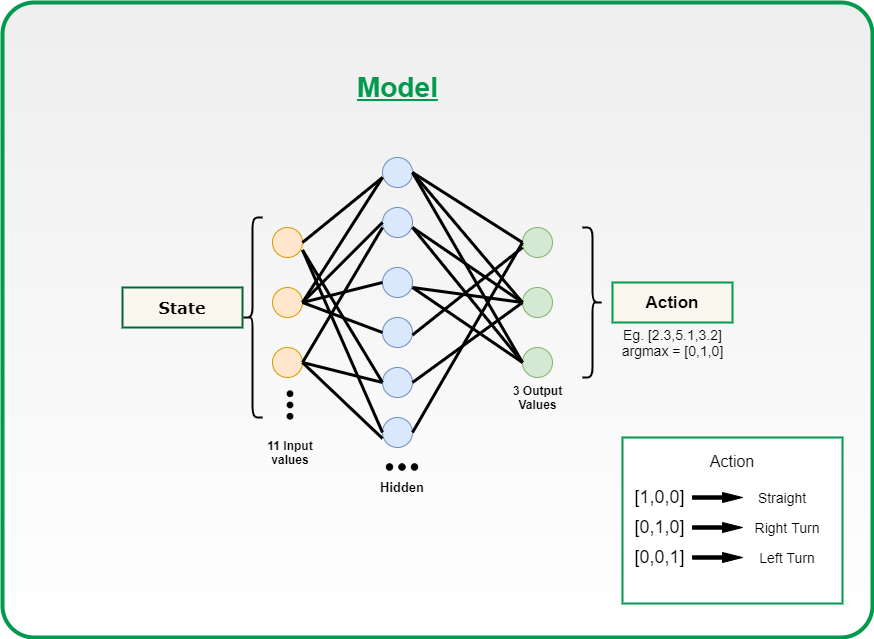 Model
State
11 Input
values
Hidden
3 Output
Values
Action
Eg. [2.3,5.1,3.2]
argmax = [0,1,0]
Action
[1,0,0] Straight
[0,1,0] Right Turn
[0,0,1] Left Turn